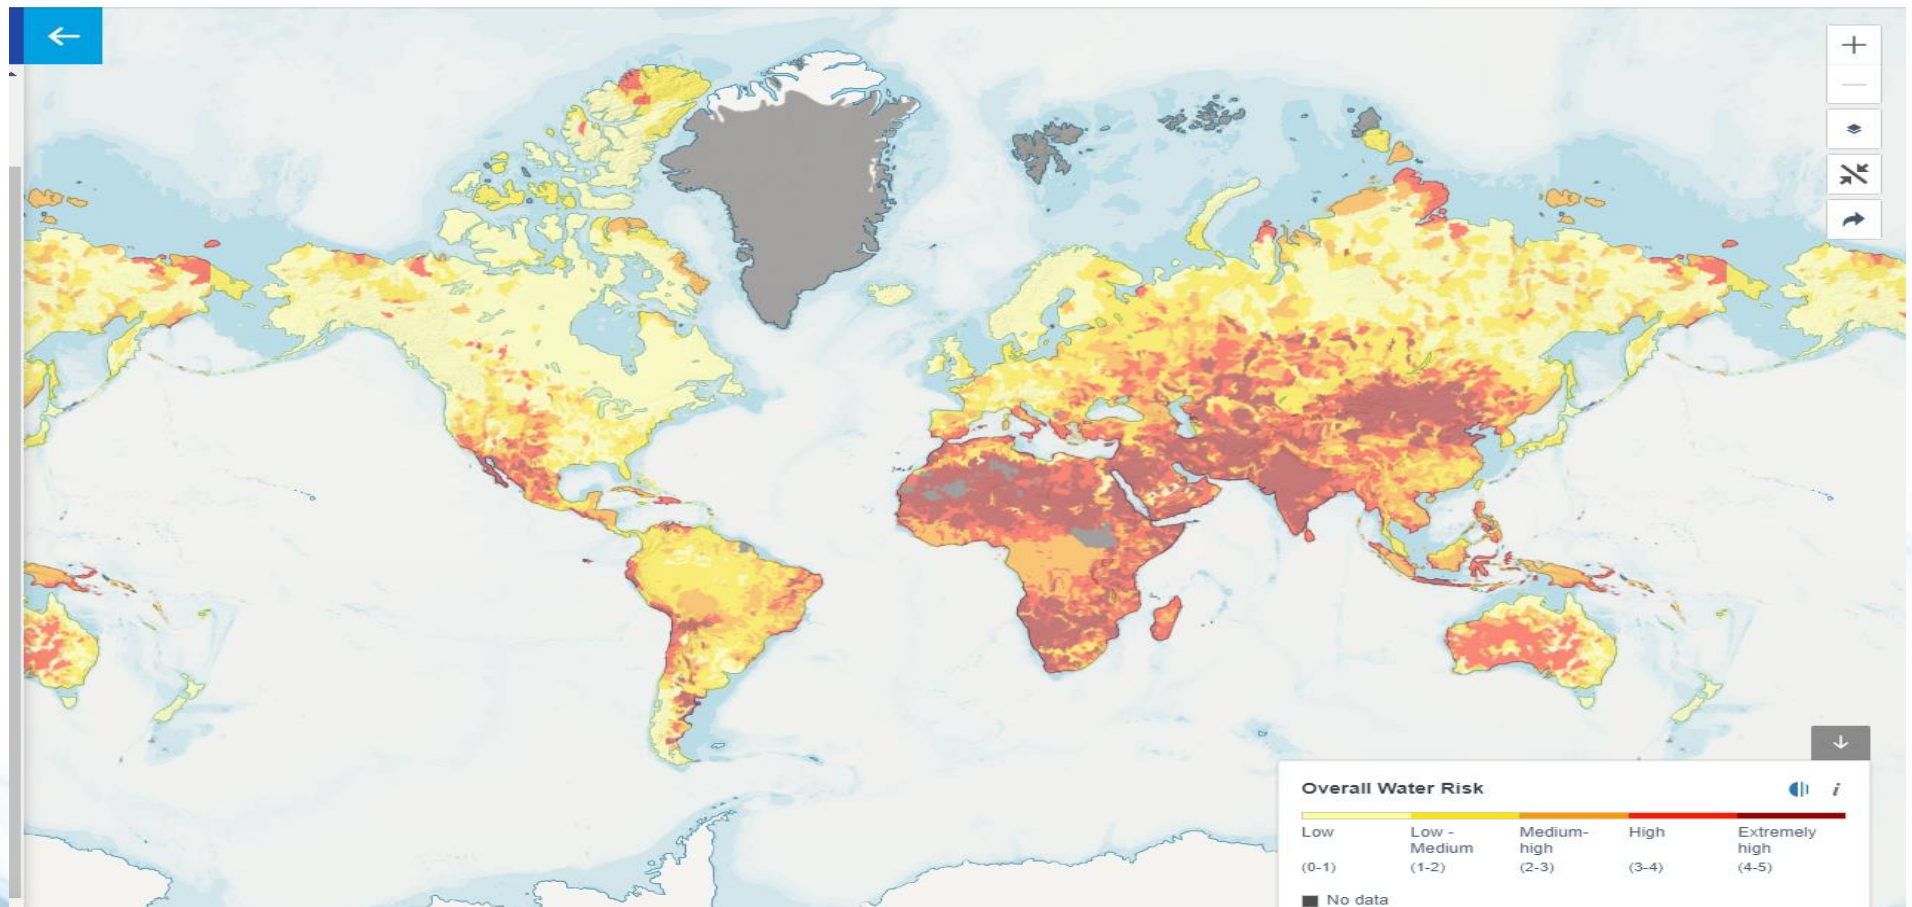 Overall Water Risk
i
Low Low - Medium- High Extremely
Medium high high
(0-1) (1-2) (2-3) (3-4) (4-5)
No data